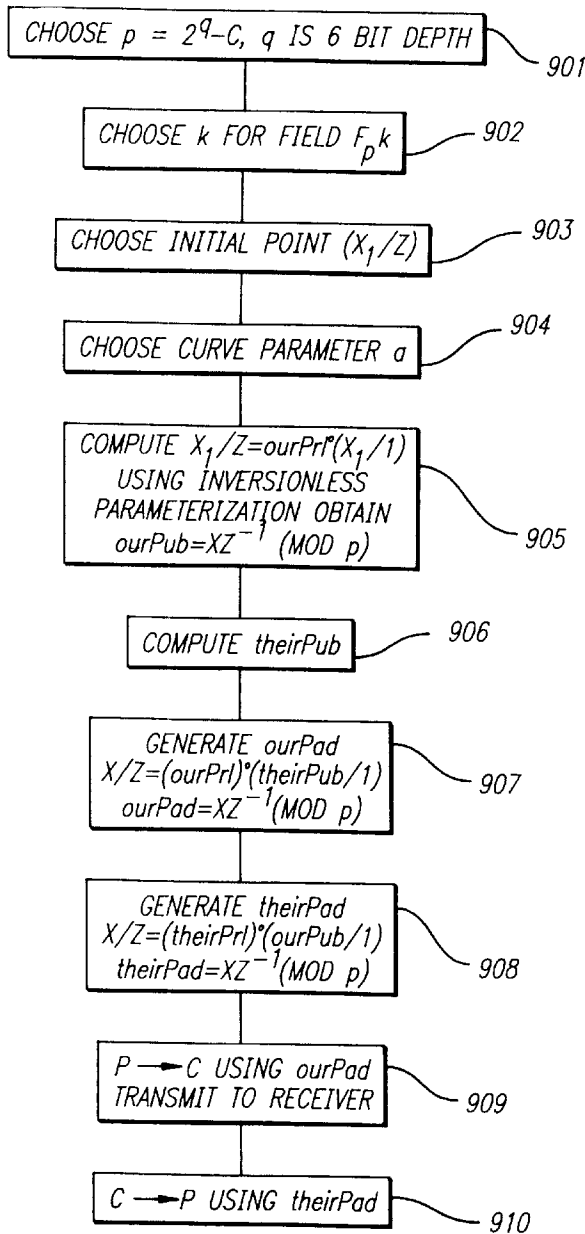 CHOOSE p = 2^q-C, q IS 6 BIT DEPTH
901
CHOOSE k FOR FIELD F_p k
902
CHOOSE INITIAL POINT (X₁/Z)
903
CHOOSE CURVE PARAMETER a
904
COMPUTE X₁/Z=ourPrI°(X₁/1)
USING INVERSIONLESS
PARAMETERIZATION OBTAIN
ourPub=XZ⁻¹ (MOD p)
905
COMPUTE theirPub
906
GENERATE ourPad
X/Z=(ourPrI)°(theirPub/1)
ourPad=XZ⁻¹(MOD p)
907
GENERATE theirPad
X/Z=(theirPrI)°(ourPub/1)
theirPad=XZ⁻¹(MOD p)
908
P → C USING ourPad
TRANSMIT TO RECEIVER
909
C → P USING theirPad
910